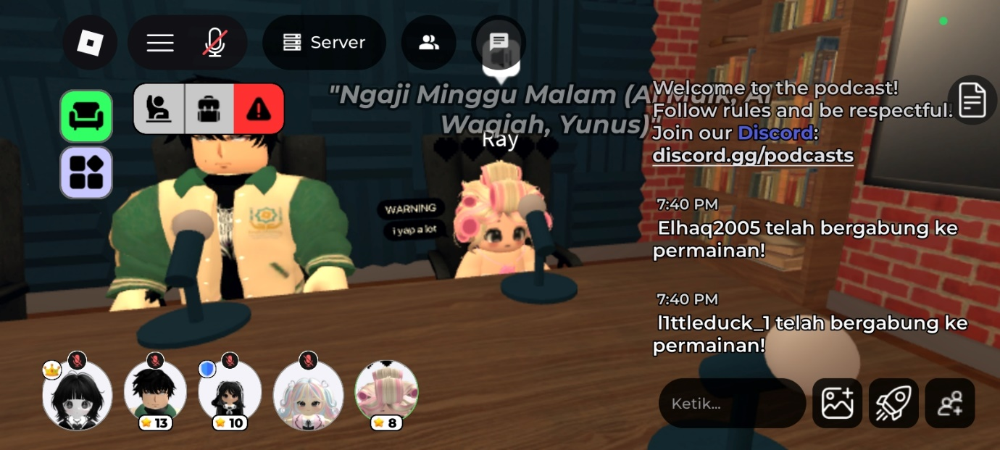 Server
"Ngaji Minggu Malam (Al Mulk, Al
Waqiah, Yunus)"
Ray
WARNING
i yap a lot
Welcome to the podcast!
Follow rules and be respectful!
Join our Discord:
discord.gg/podcasts
7:40 PM
Elhaq2005 telah bergabung ke
permainan!
7:40 PM
l1ttleduck_1 telah bergabung ke
permainan!
Ketik...
13
10
8